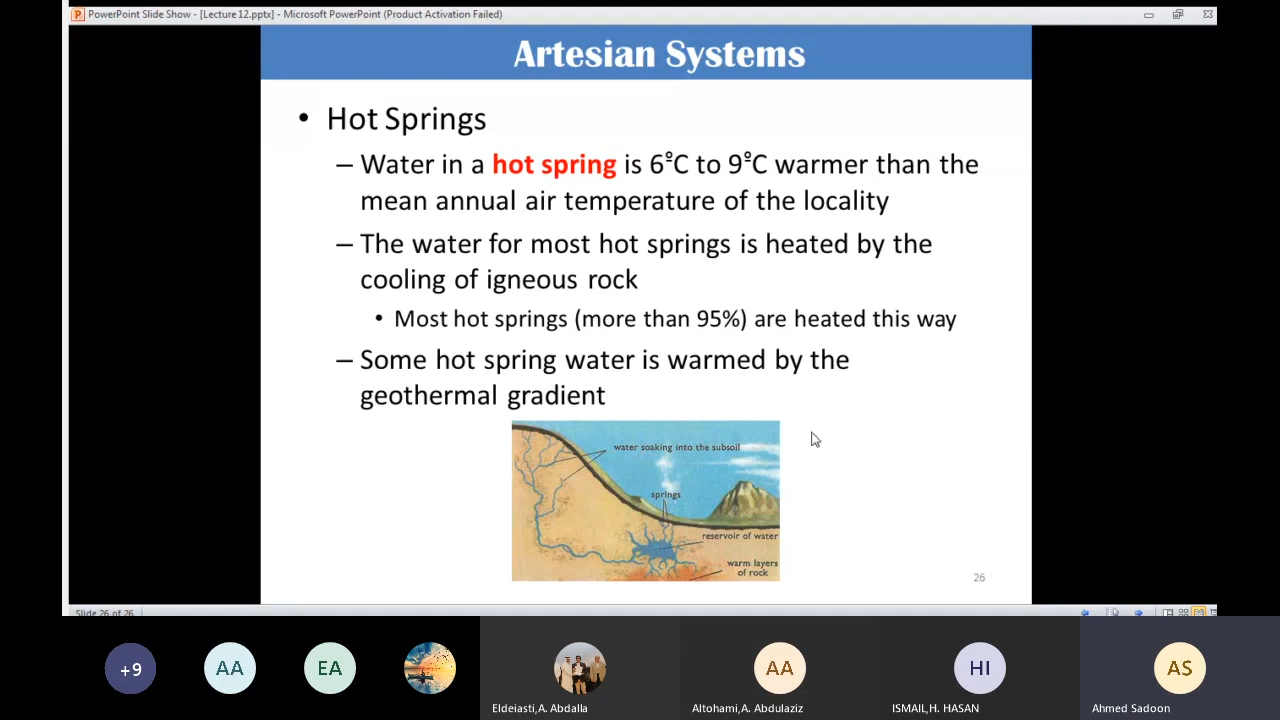 PowerPoint Slide Show - [Lecture 12.pptx] - Microsoft PowerPoint (Product Activation Failed)
Artesian Systems
• Hot Springs
– Water in a hot spring is 6°C to 9°C warmer than the
mean annual air temperature of the locality
– The water for most hot springs is heated by the
cooling of igneous rock
• Most hot springs (more than 95%) are heated this way
– Some hot spring water is warmed by the
geothermal gradient
water soaking into the subsoil
springs
reservoir of water
warm layers
of rock
26
Slide 26 of 26
+9
AA
EA
AA
HI
AS
Eldeiasti,A. Abdalla
Altohami,A. Abdulaziz
ISMAIL,H. HASAN
Ahmed Sadoon